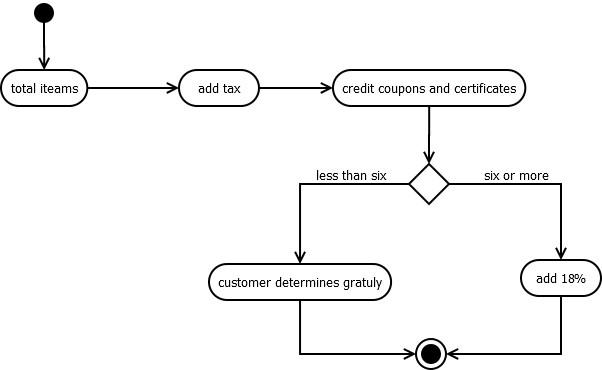 total iteams
add tax
credit coupons and certificates
less than six
six or more
customer determines gratuly
add 18%